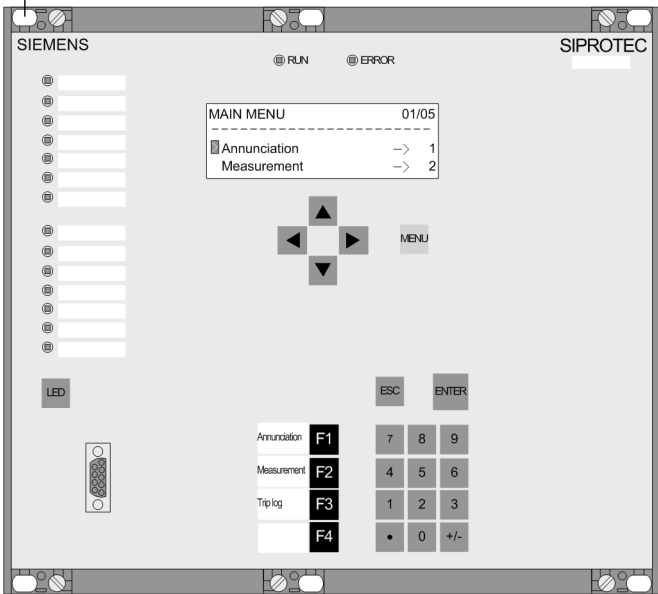 SIEMENS
SIPROTEC
RUN
ERROR
MAIN MENU 01/05
Annunciation —> 1
Measurement —> 2
MENU
LED
ESC
ENTER
Annunciation F1
7 8 9
Measurement F2
4 5 6
Trip log F3
1 2 3
F4
• 0 +/-